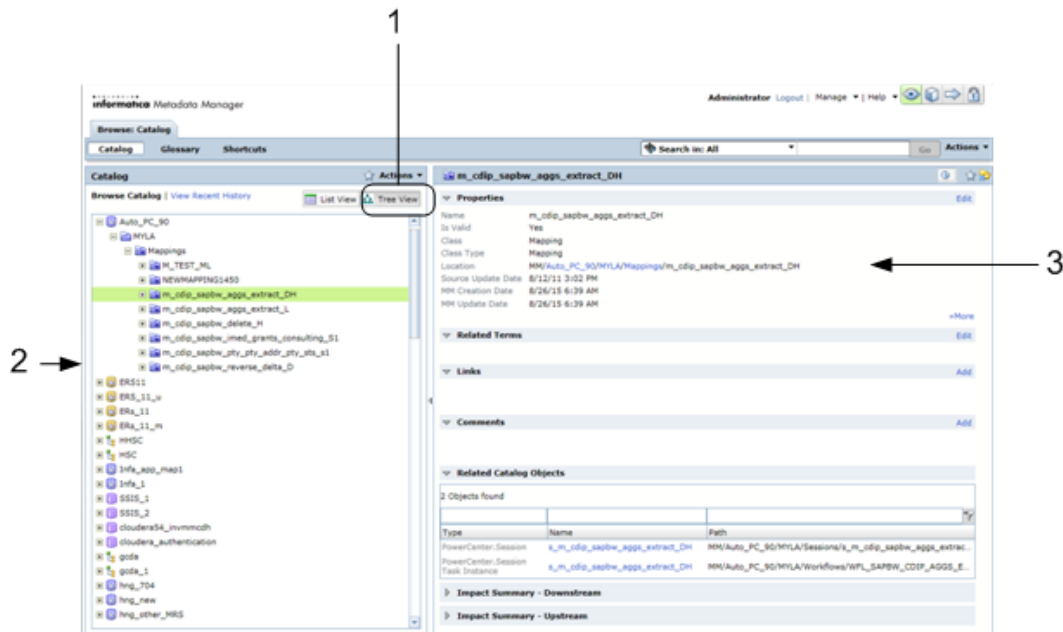 1
informatica Metadata Manager
Administrator Logout | Manage | Help
Browse: Catalog
Catalog Glossary Shortcuts Search in: All Go Actions
Catalog Actions
Browse Catalog | View Recent History List View Tree View
Auto_PC_90
MYLA
Mappings
M_TEST_ML
NEWMAPPING1450
m_cdip_sapbw_aggs_extract_DH
m_cdip_sapbw_aggs_extract_L
m_cdip_sapbw_delete_H
m_cdip_sapbw_imed_grants_consulting_S1
m_cdip_sapbw_pty_pty_addr_pty_sts_s1
m_cdip_sapbw_reverse_delta_D
2
ERS11
ERS_11_u
ERs_11
ERs_11_m
HHSC
HSC
Infa_app_map1
Infa_1
SSIS_1
SSIS_2
cloudera54_invmmcdh
cloudera_authentication
gcda
gcda_1
hng_704
hng_new
hng_other_MRS
m_cdip_sapbw_aggs_extract_DH
Properties Edit
Name m_cdip_sapbw_aggs_extract_DH
Is Valid Yes
Class Mapping
Class Type Mapping
Location MM/Auto_PC_90/MYLA/Mappings/m_cdip_sapbw_aggs_extract_DH
3
Source Update Date 8/12/11 3:02 PM
MM Creation Date 8/26/15 6:39 AM
MM Update Date 8/26/15 6:39 AM
»More
Related Terms Edit
Links Add
Comments Add
Related Catalog Objects
2 Objects found
Type Name Path
PowerCenter.Session s_m_cdip_sapbw_aggs_extract_DH MM/Auto_PC_90/MYLA/Sessions/s_m_cdip_sapbw_aggs_extrac...
PowerCenter.Session Task Instance s_m_cdip_sapbw_aggs_extract_DH MM/Auto_PC_90/MYLA/Workflows/WFL_SAPBW_CDIP_AGGS_E...
Impact Summary - Downstream
Impact Summary - Upstream